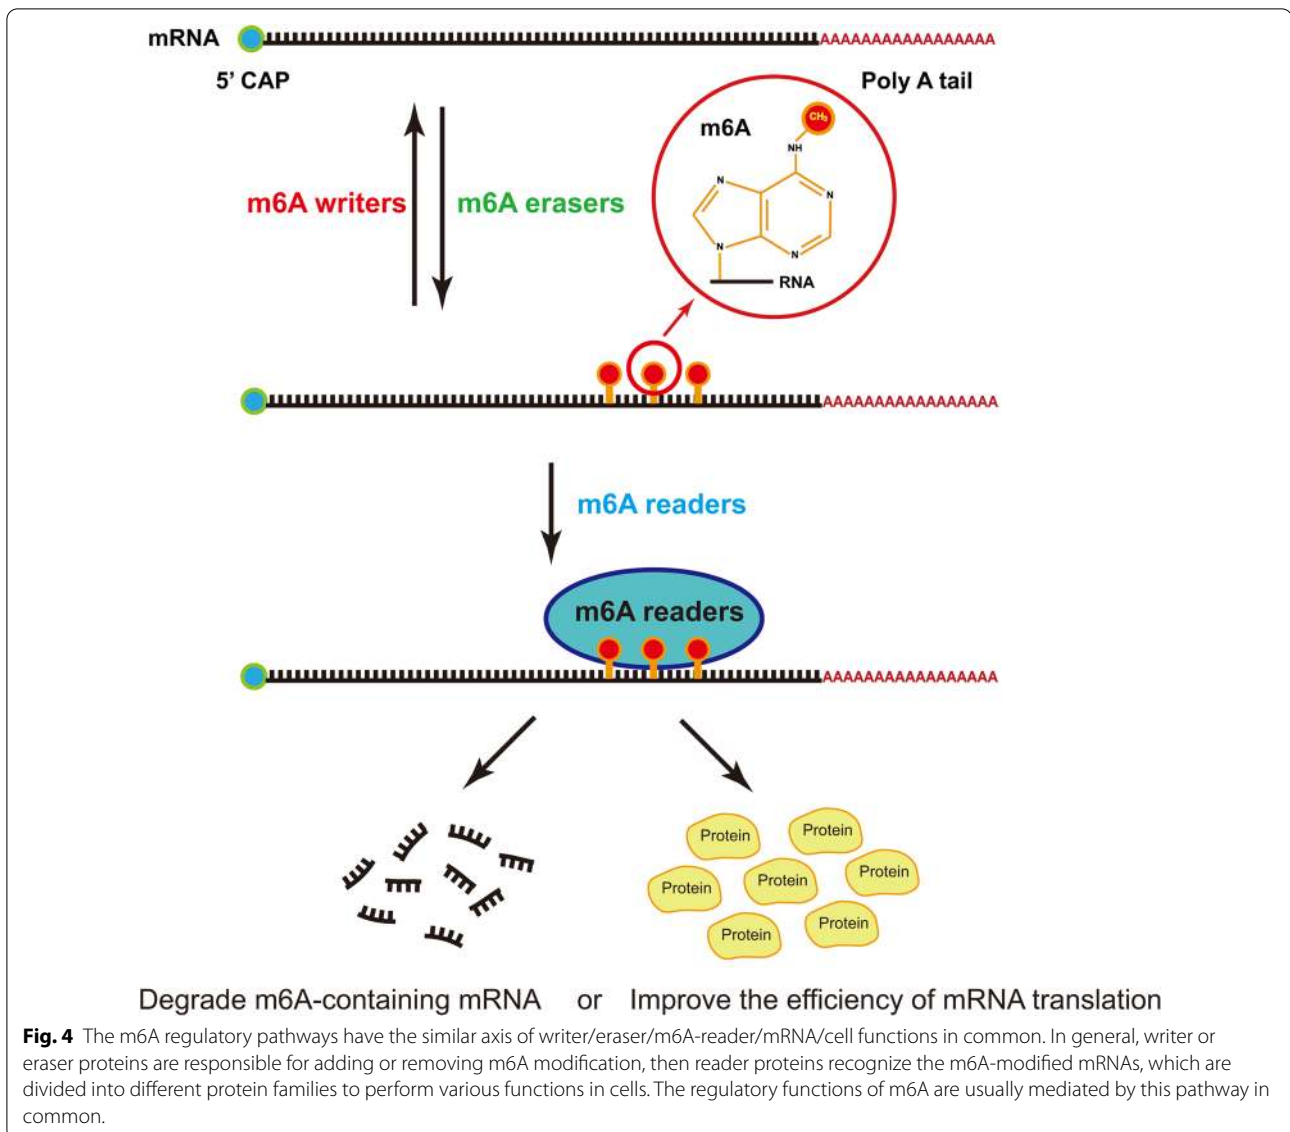 mRNA
AAAAAAAAAAAAAAAAA
5' CAP
Poly A tail
m6A
CH₃
NH
N
N
N
N
RNA
m6A writers
m6A erasers
AAAAAAAAAAAAAAAAA
m6A readers
m6A readers
AAAAAAAAAAAAAAAAA
Protein
Protein
Protein
Protein
Protein
Protein
Protein
Degrade m6A-containing mRNA or Improve the efficiency of mRNA translation
Fig. 4 The m6A regulatory pathways have the similar axis of writer/eraser/m6A-reader/mRNA/cell functions in common. In general, writer or
eraser proteins are responsible for adding or removing m6A modification, then reader proteins recognize the m6A-modified mRNAs, which are
divided into different protein families to perform various functions in cells. The regulatory functions of m6A are usually mediated by this pathway in
common.